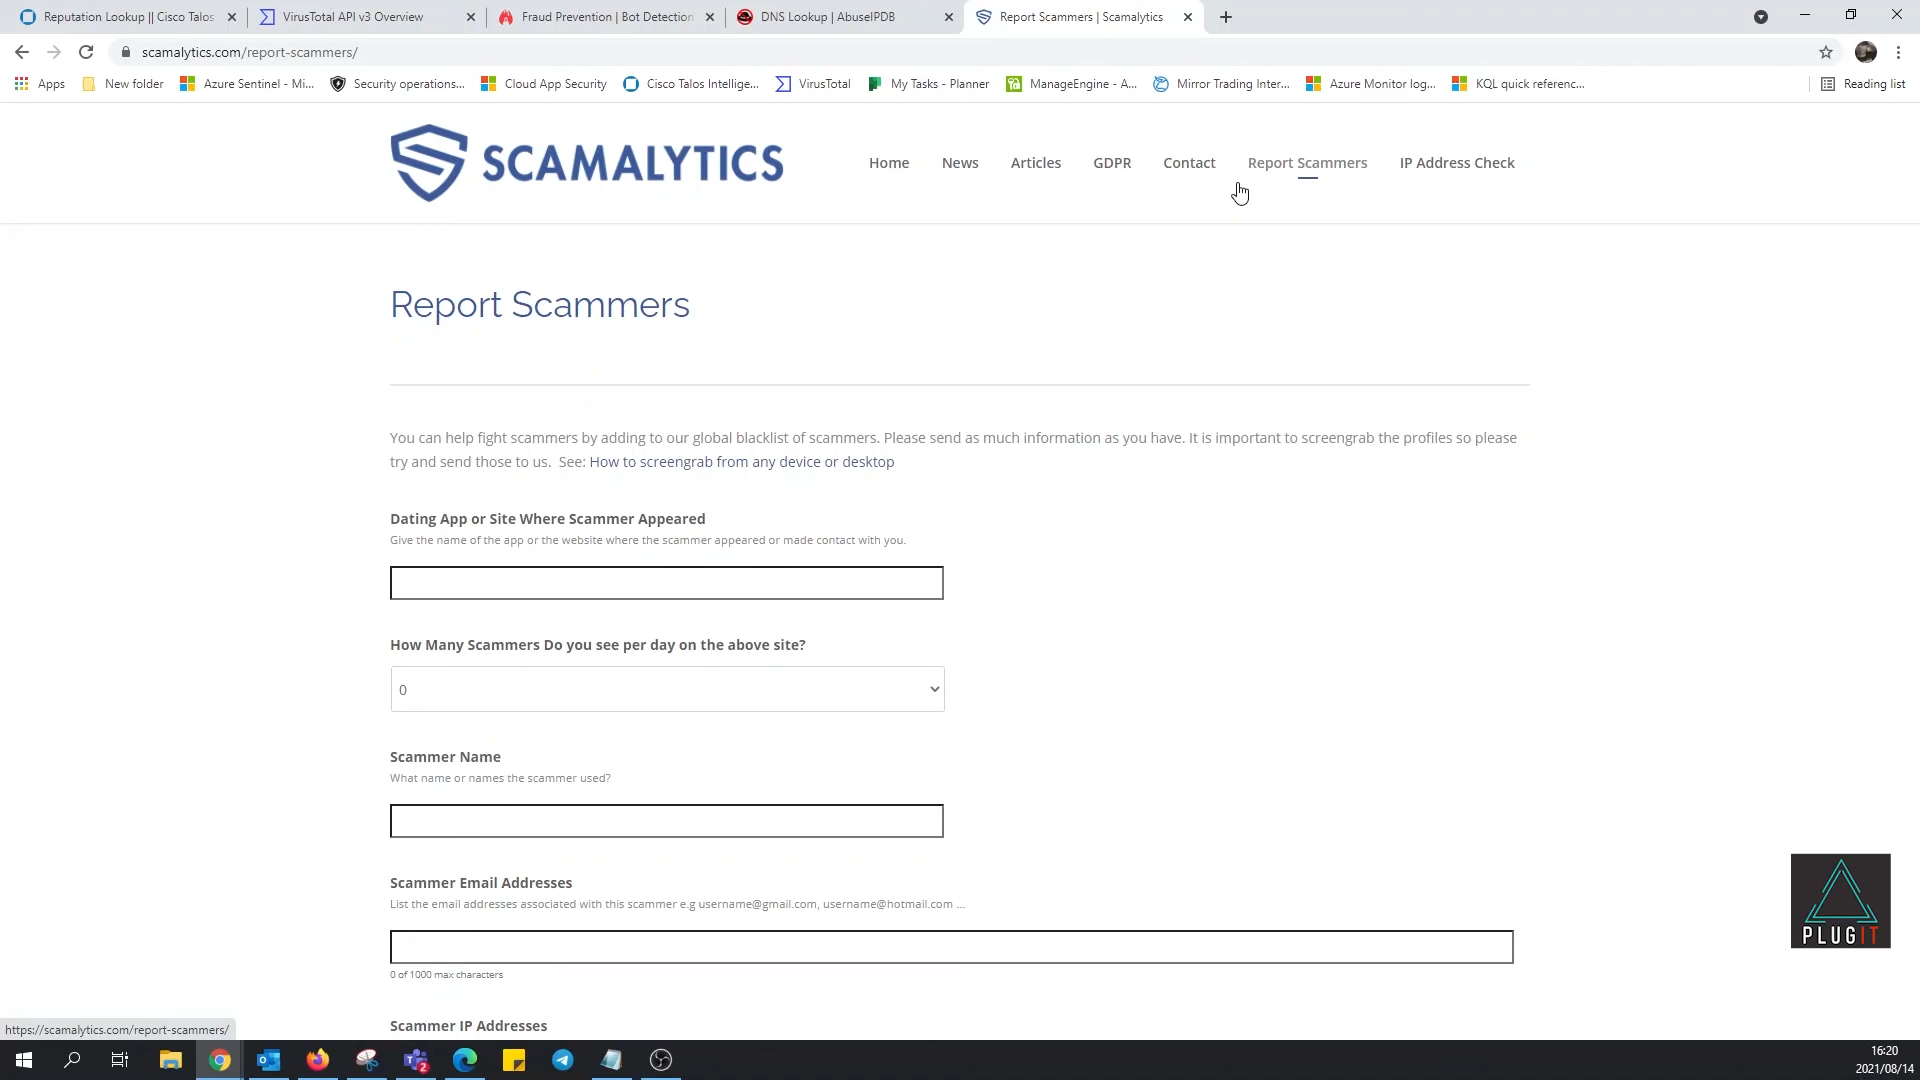 Reputation Lookup || Cisco Talos
VirusTotal API v3 Overview
Fraud Prevention | Bot Detection
DNS Lookup | AbuseIPDB
Report Scammers | Scamalytics
scamalytics.com/report-scammers/
Apps
New folder
Azure Sentinel - Mi...
Security operations...
Cloud App Security
Cisco Talos Intellige...
VirusTotal
My Tasks - Planner
ManageEngine - A...
Mirror Trading Inter...
Azure Monitor log...
KQL quick referenc...
Reading list
SCAMALYTICS
Home
News
Articles
GDPR
Contact
Report Scammers
IP Address Check
Report Scammers
You can help fight scammers by adding to our global blacklist of scammers. Please send as much information as you have. It is important to screengrab the profiles so please
try and send those to us. See: How to screengrab from any device or desktop
Dating App or Site Where Scammer Appeared
Give the name of the app or the website where the scammer appeared or made contact with you.
How Many Scammers Do you see per day on the above site?
0
Scammer Name
What name or names the scammer used?
Scammer Email Addresses
List the email addresses associated with this scammer e.g username@gmail.com, username@hotmail.com ...
0 of 1000 max characters
Scammer IP Addresses
PLUGIT
https://scamalytics.com/report-scammers/
2
16:20
2021/08/14